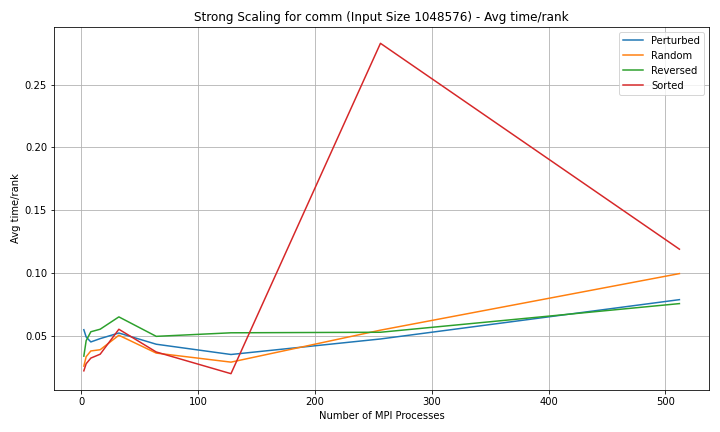 Strong Scaling for comm (Input Size 1048576) - Avg time/rank
Perturbed
Random
Reversed
Sorted
0.25
0.20
0.15
0.10
0.05
Avg time/rank
0 100 200 300 400 500
Number of MPI Processes